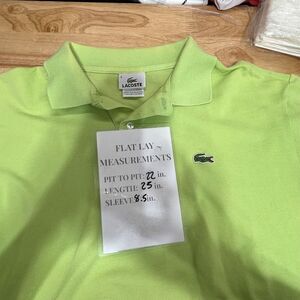 LACOSTE
FLAT LAY ~
MEASUREMENTS
PIT TO PIT: 22 in.
LENGTH: 25 in.
SLEEVE: 8.5 in.